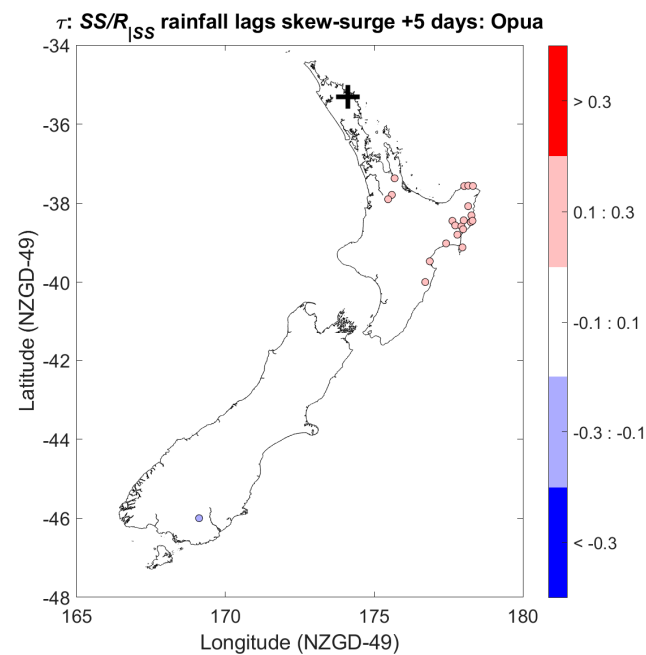 τ: SS/R|SS rainfall lags skew-surge +5 days: Opua
-34
-36
-38
-40
-42
-44
-46
-48
165
170
175
180
Latitude (NZGD-49)
Longitude (NZGD-49)
> 0.3
0.1 : 0.3
-0.1 : 0.1
-0.3 : -0.1
< -0.3